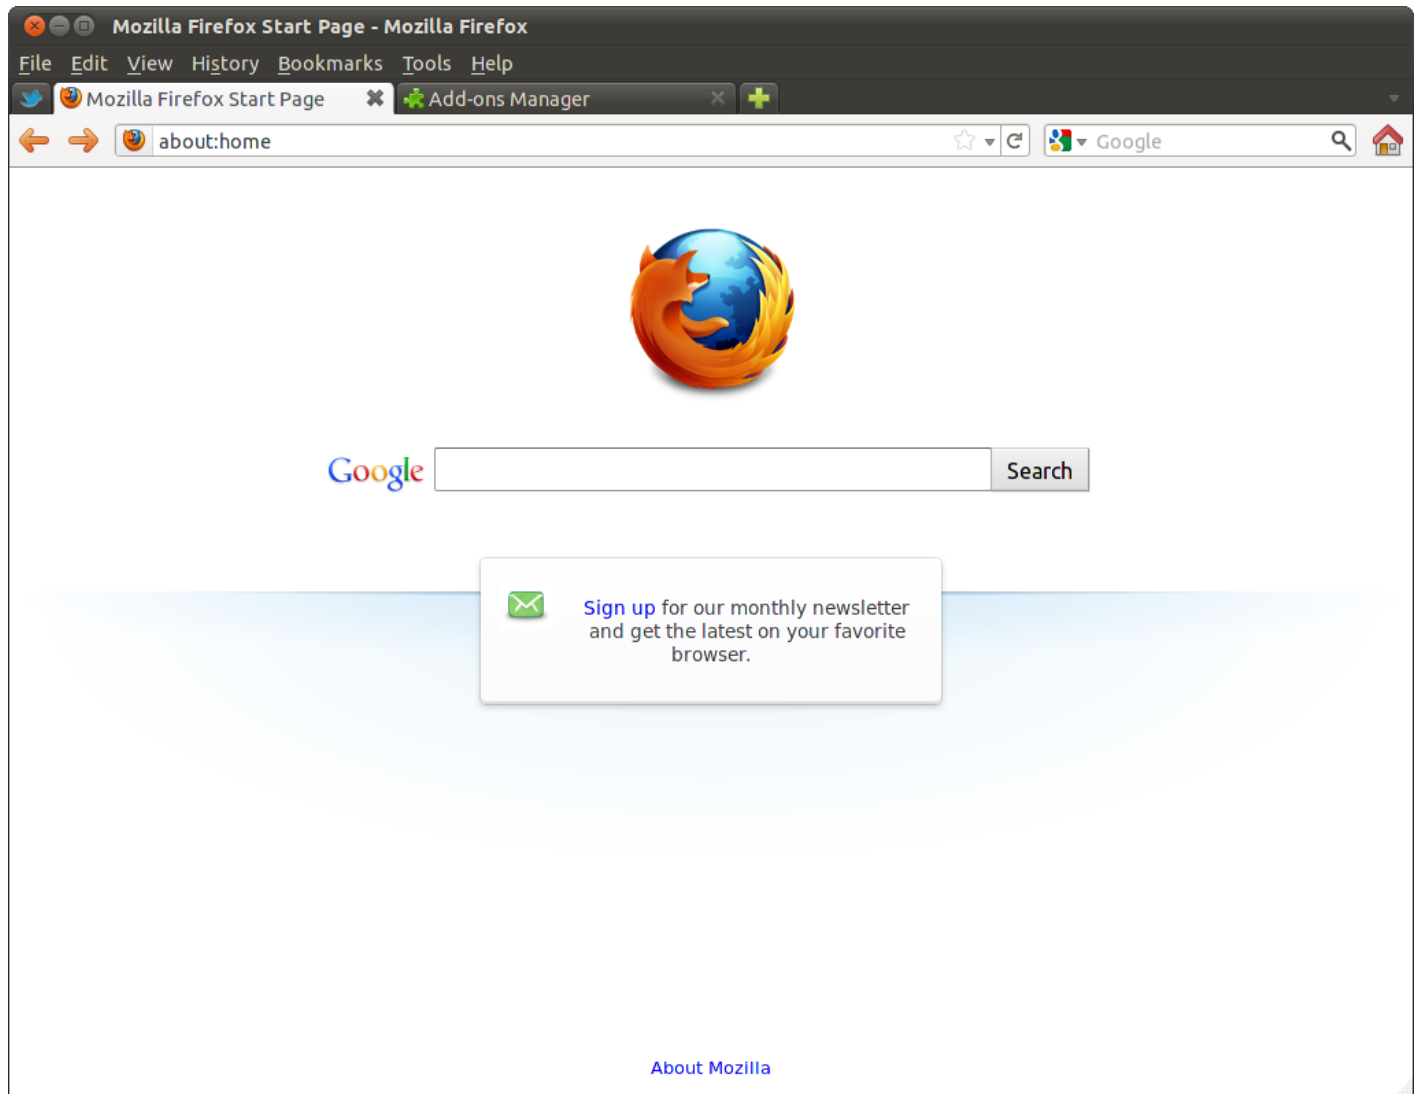 Mozilla Firefox Start Page - Mozilla Firefox
File Edit View History Bookmarks Tools Help
Mozilla Firefox Start Page Add-ons Manager
about:home Google
Google Search
Sign up for our monthly newsletter
and get the latest on your favorite
browser.
About Mozilla